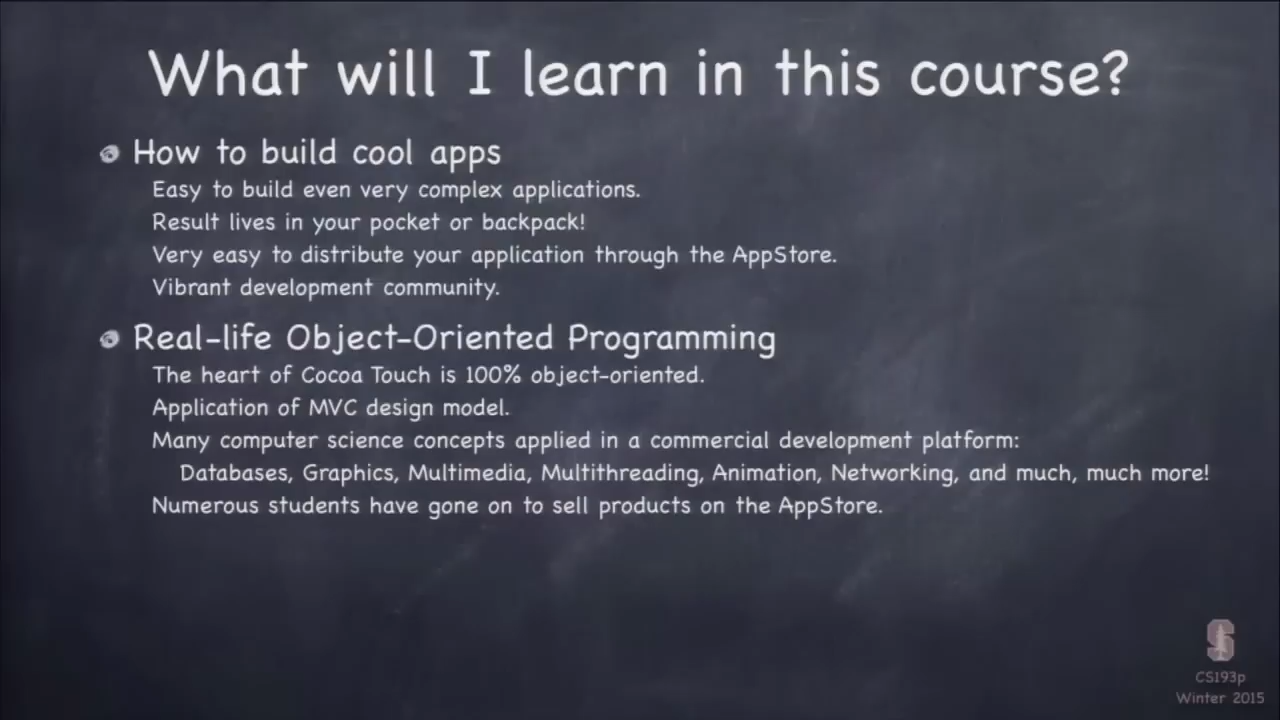 What will I learn in this course?
How to build cool apps
Easy to build even very complex applications.
Result lives in your pocket or backpack!
Very easy to distribute your application through the AppStore.
Vibrant development community.
Real-life Object-Oriented Programming
The heart of Cocoa Touch is 100% object-oriented.
Application of MVC design model.
Many computer science concepts applied in a commercial development platform:
Databases, Graphics, Multimedia, Multithreading, Animation, Networking, and much, much more!
Numerous students have gone on to sell products on the AppStore.
S
CS193p
Winter 2015